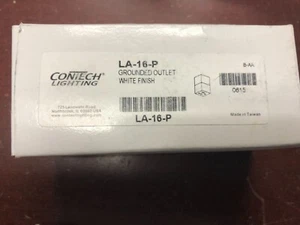 CONTECH
LIGHTING
LA-16-P
GROUNDED OUTLET
WHITE FINISH
0615
LA-16-P
Made in Taiwan